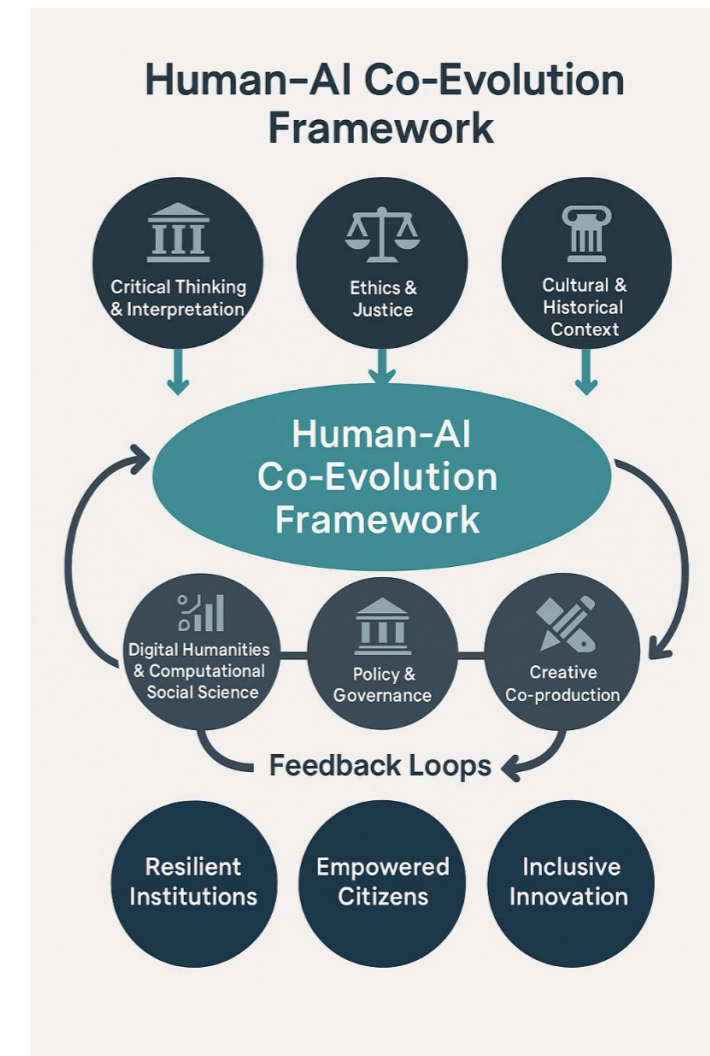 Human–AI Co-Evolution
Framework
Critical Thinking
& Interpretation
Ethics &
Justice
Cultural &
Historical
Context
Human-AI
Co-Evolution
Framework
Digital Humanities
& Computational
Social Science
Policy &
Governance
Creative
Co-production
Feedback Loops
Resilient
Institutions
Empowered
Citizens
Inclusive
Innovation